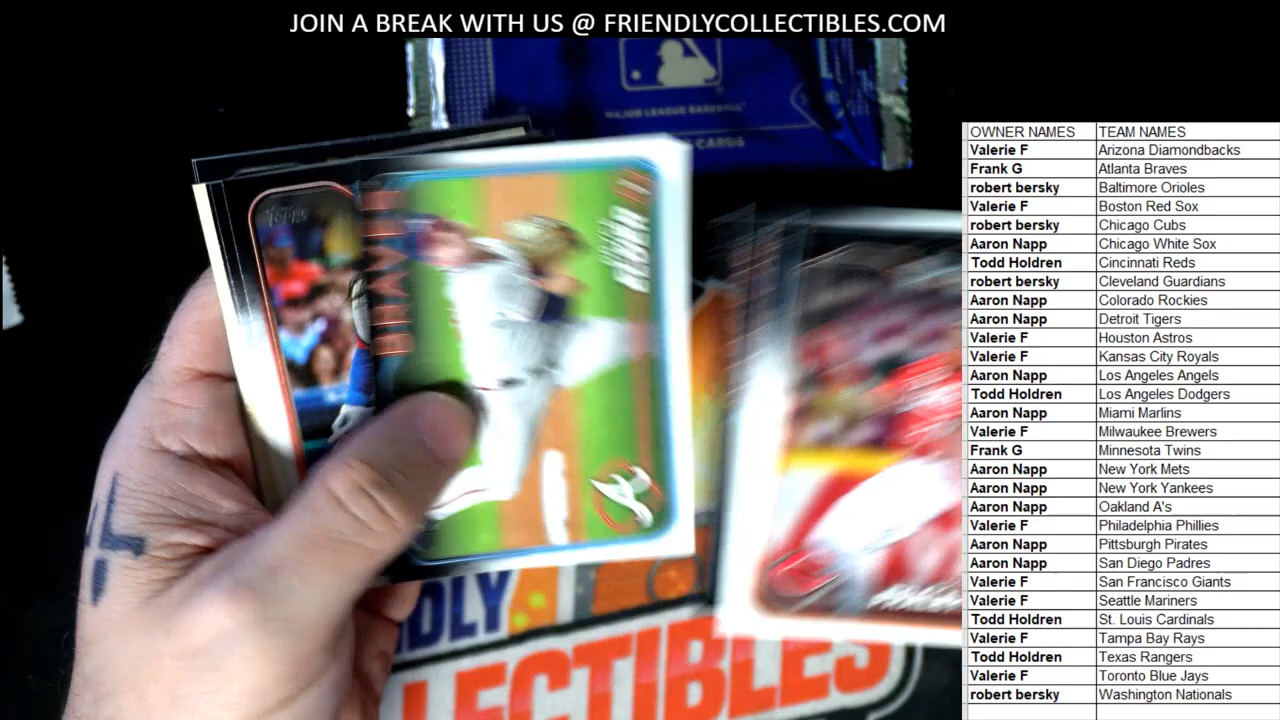 JOIN A BREAK WITH US @ FRIENDLYCOLLECTIBLES.COM
MAJOR LEAGUE BASEBALL
CARDS
OWNER NAMES TEAM NAMES
Valerie F Arizona Diamondbacks
Frank G Atlanta Braves
robert bersky Baltimore Orioles
Valerie F Boston Red Sox
robert bersky Chicago Cubs
Aaron Napp Chicago White Sox
Todd Holdren Cincinnati Reds
robert bersky Cleveland Guardians
Aaron Napp Colorado Rockies
Aaron Napp Detroit Tigers
Valerie F Houston Astros
Valerie F Kansas City Royals
Aaron Napp Los Angeles Angels
Todd Holdren Los Angeles Dodgers
Aaron Napp Miami Marlins
Valerie F Milwaukee Brewers
Frank G Minnesota Twins
Aaron Napp New York Mets
Aaron Napp New York Yankees
Aaron Napp Oakland A's
Valerie F Philadelphia Phillies
Aaron Napp Pittsburgh Pirates
Aaron Napp San Diego Padres
Valerie F San Francisco Giants
Valerie F Seattle Mariners
Todd Holdren St. Louis Cardinals
Valerie F Tampa Bay Rays
Todd Holdren Texas Rangers
Valerie F Toronto Blue Jays
robert bersky Washington Nationals
Topps
NDLY
LECTIBLES